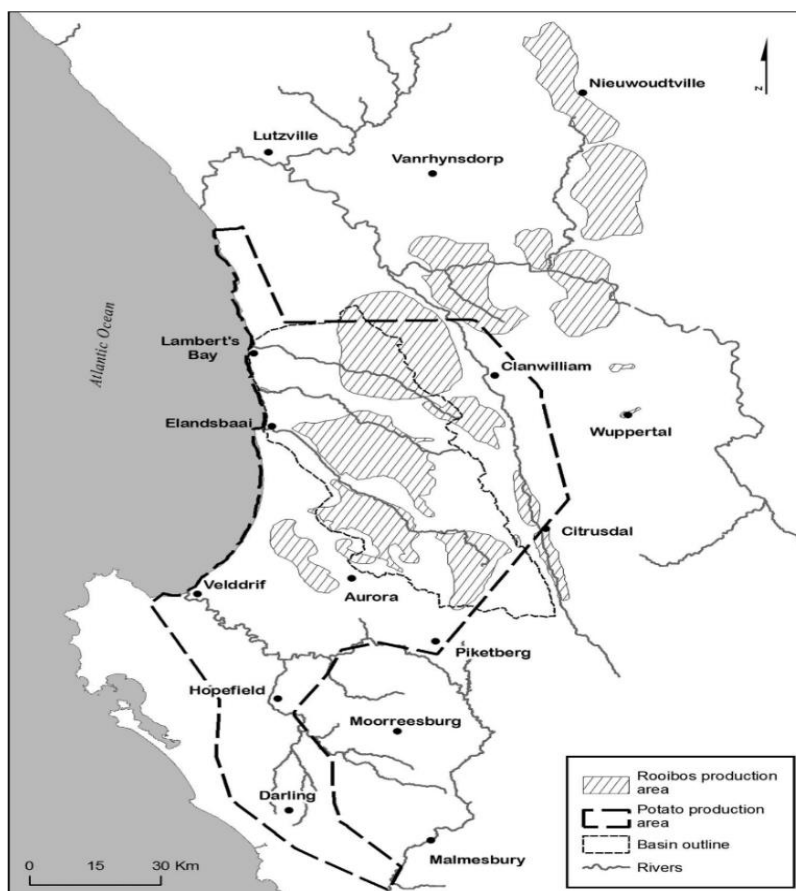 Nieuwoudtville
N
Lutzville
Vanrhynsdorp
Atlantic Ocean
Lambert's
Bay
Clanwilliam
Elandsbaai
Wuppertal
Citrusdal
Velddrif
Aurora
Piketberg
Hopefield
Moorreesburg
Darling
Malmesbury
0 15 30 Km
Rooibos production
area
Potato production
area
Basin outline
Rivers